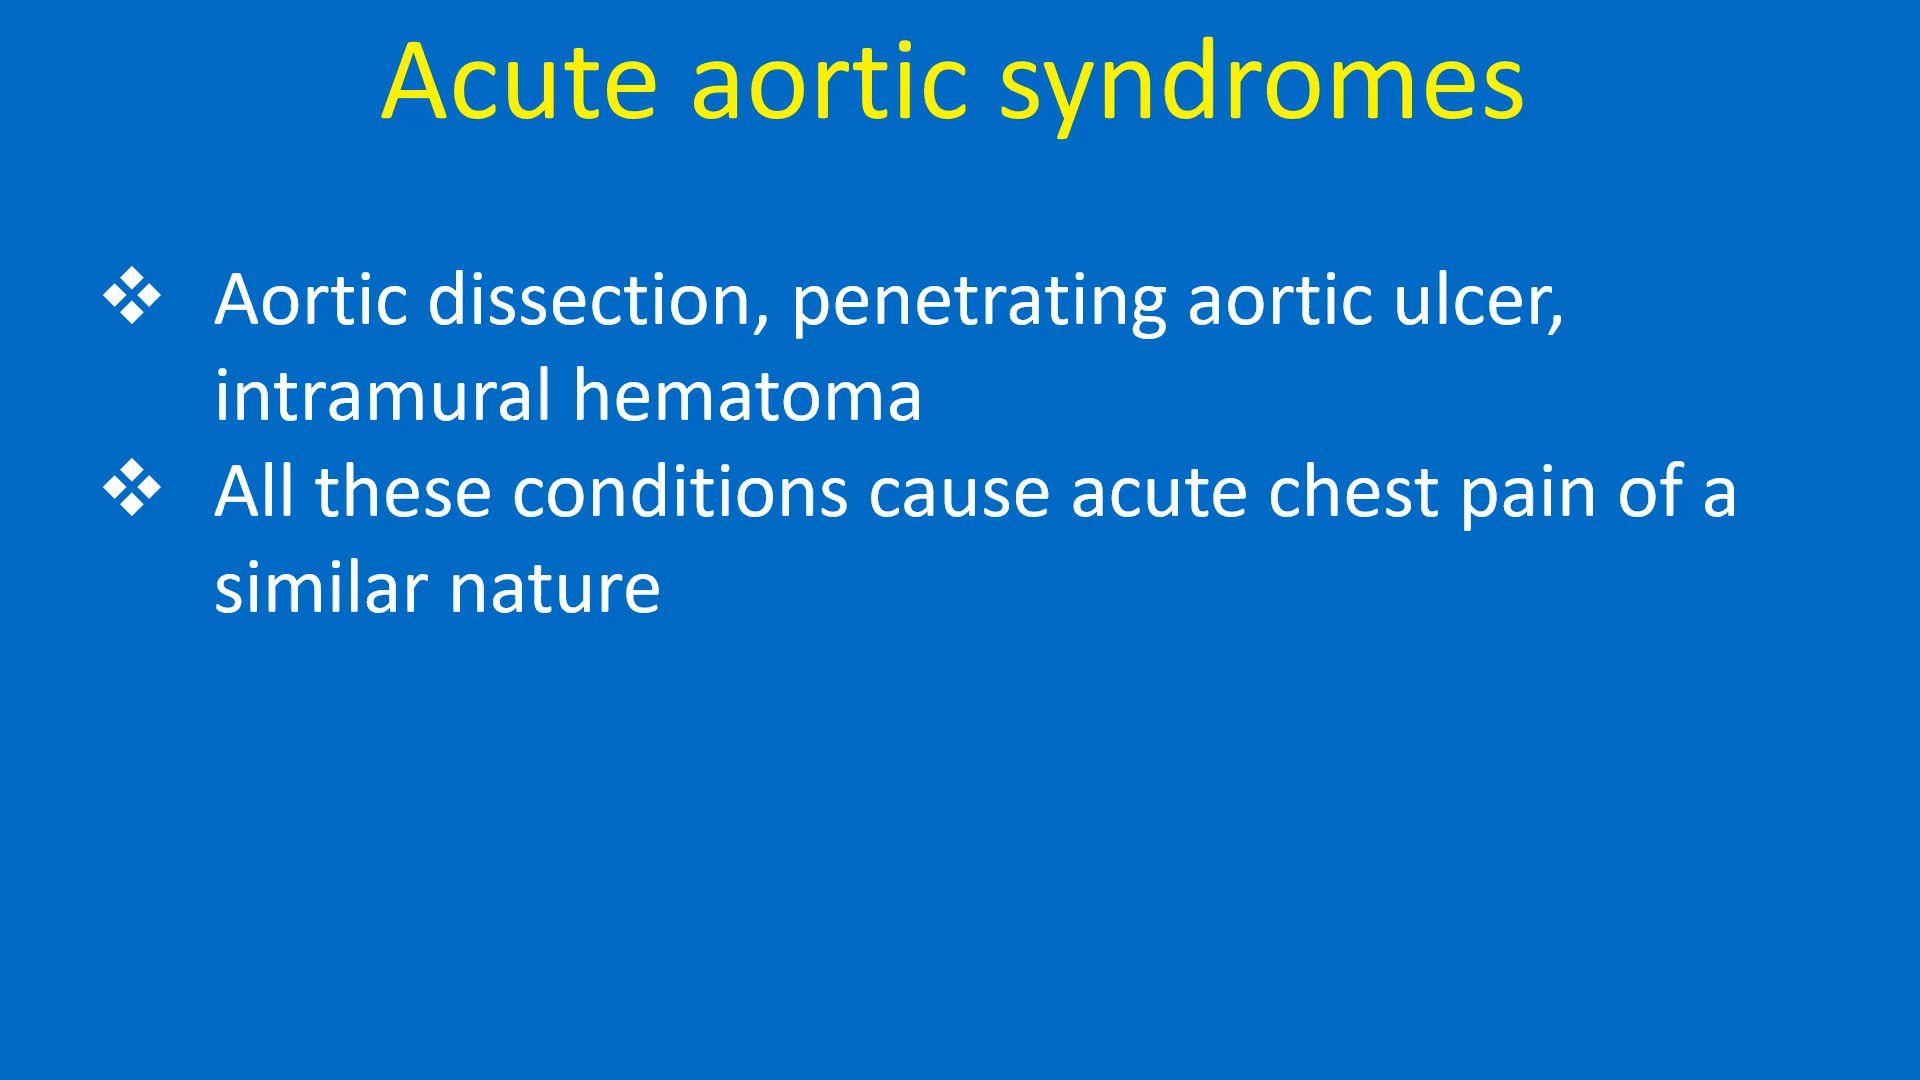 Acute aortic syndromes
❖ Aortic dissection, penetrating aortic ulcer,
intramural hematoma
❖ All these conditions cause acute chest pain of a
similar nature